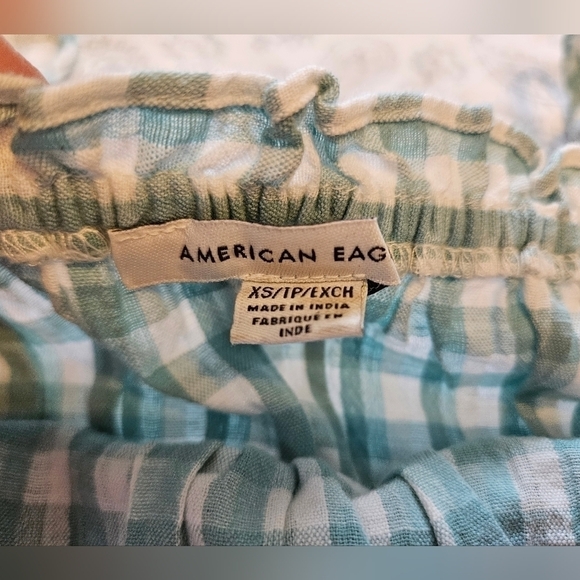 AMERICAN EAG
XS/TP/EXCH
MADE IN INDIA
FABRIQUE EN
INDE